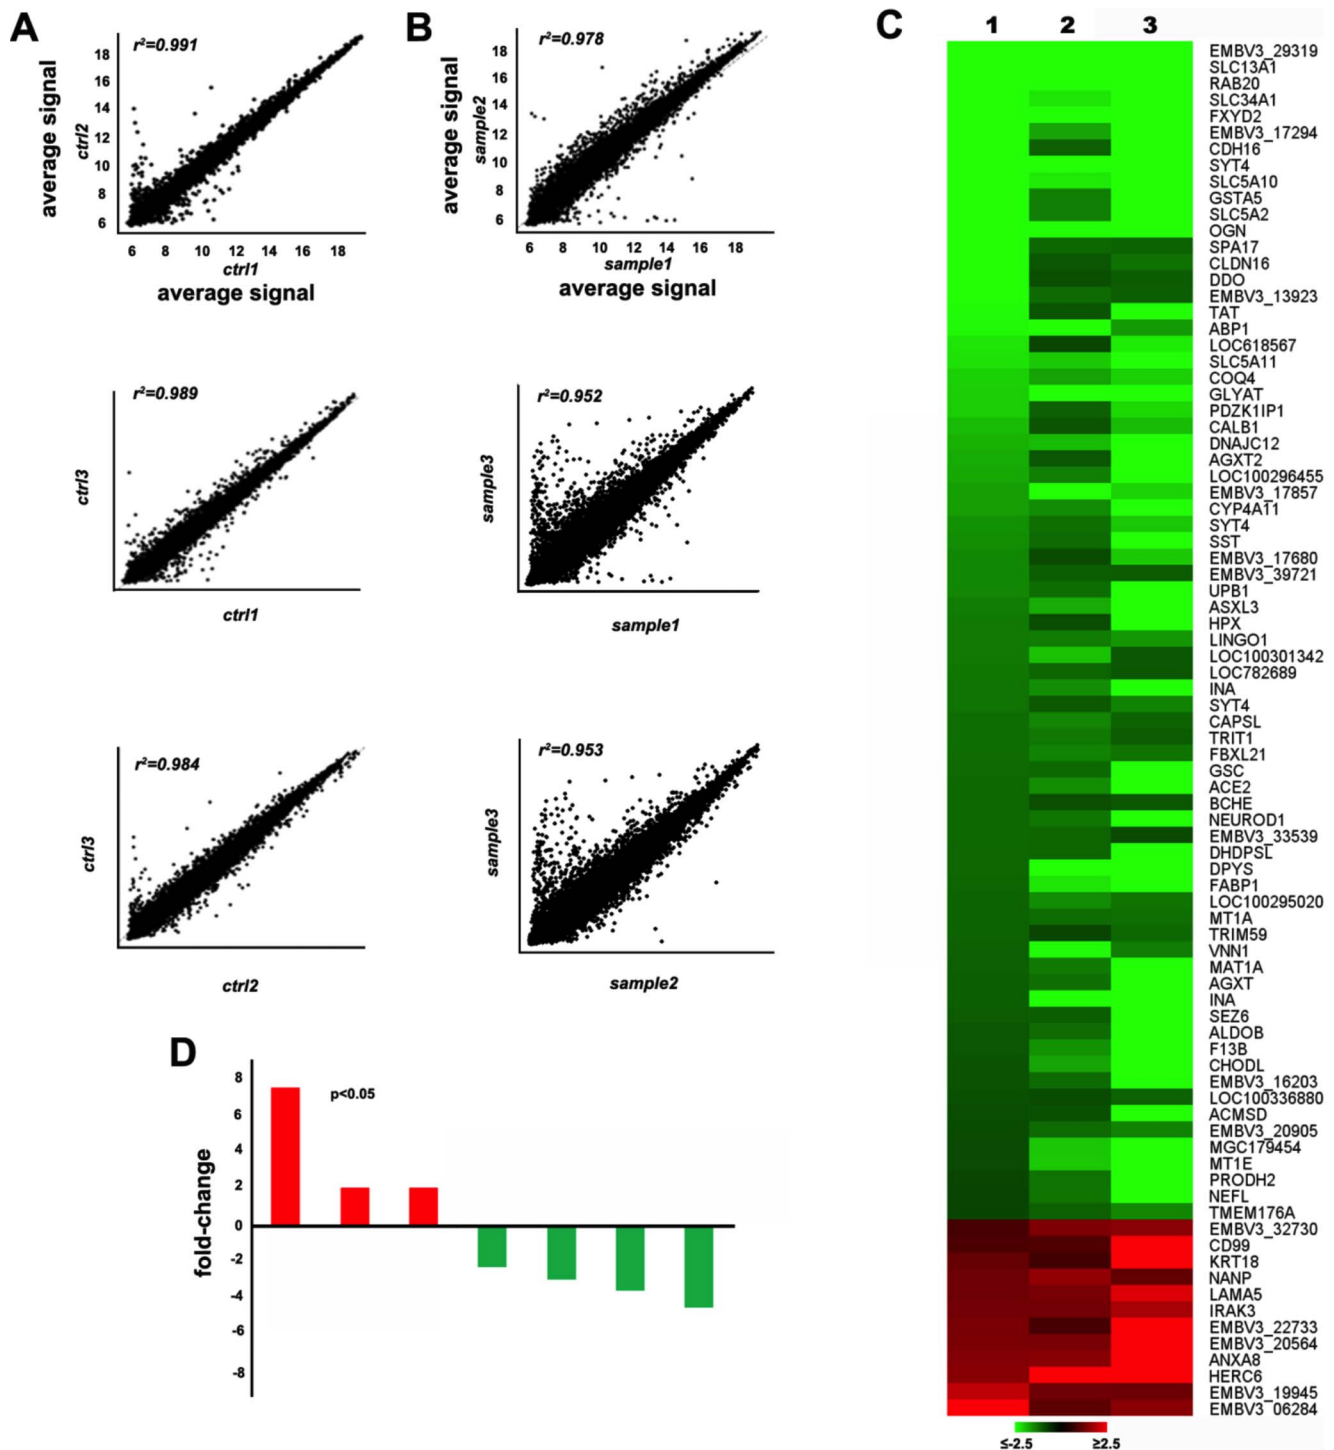 A
r²=0.991
average signal
ctrl2
18
16
14
12
10
8
6
6 8 10 12 14 16 18
ctrl1
average signal
B
r²=0.978
average signal
sample2
18
16
14
12
10
8
6
6 8 10 12 14 16 18
sample1
average signal
r²=0.989
ctrl3
ctrl1
r²=0.952
sample3
sample1
r²=0.984
ctrl3
ctrl2
r²=0.953
sample3
sample2
D
p<0.05
fold-change
8
6
4
2
0
-2
-4
-6
-8
C
1 2 3
EMBV3_29319
SLC13A1
RAB20
SLC34A1
FXYD2
EMBV3_17294
CDH16
SYT4
SLC5A10
GSTA5
SLC5A2
OGN
SPA17
CLDN16
DDO
EMBV3_13923
TAT
ABP1
LOC618567
SLC5A11
COQ4
GLYAT
PDZK1IP1
CALB1
DNAJC12
AGXT2
LOC100296455
EMBV3_17857
CYP4A11
SYT4
SST
EMBV3_17680
EMBV3_39721
UPB1
ASXL3
HPX
LINGO1
LOC100301342
LOC782689
INA
SYT4
CAPSL
TRIT1
FBXL21
GSC
ACE2
BCHE
NEUROD1
EMBV3_33539
DHDPSL
DPYS
FABP1
LOC100295020
MT1A
TRIM59
VNN1
MAT1A
AGXT
INA
SEZ6
ALDOB
F13B
CHODL
EMBV3_16203
LOC100336880
ACMSD
EMBV3_20905
MGC179454
MT1E
PRODH2
NEFL
TMEM176A
EMBV3_32730
CD99
KRT18
NANP
LAMA5
IRAK3
EMBV3_22733
EMBV3_20564
ANXA8
HERC6
EMBV3_19945
EMBV3_06284
≤-2.5 ≥2.5